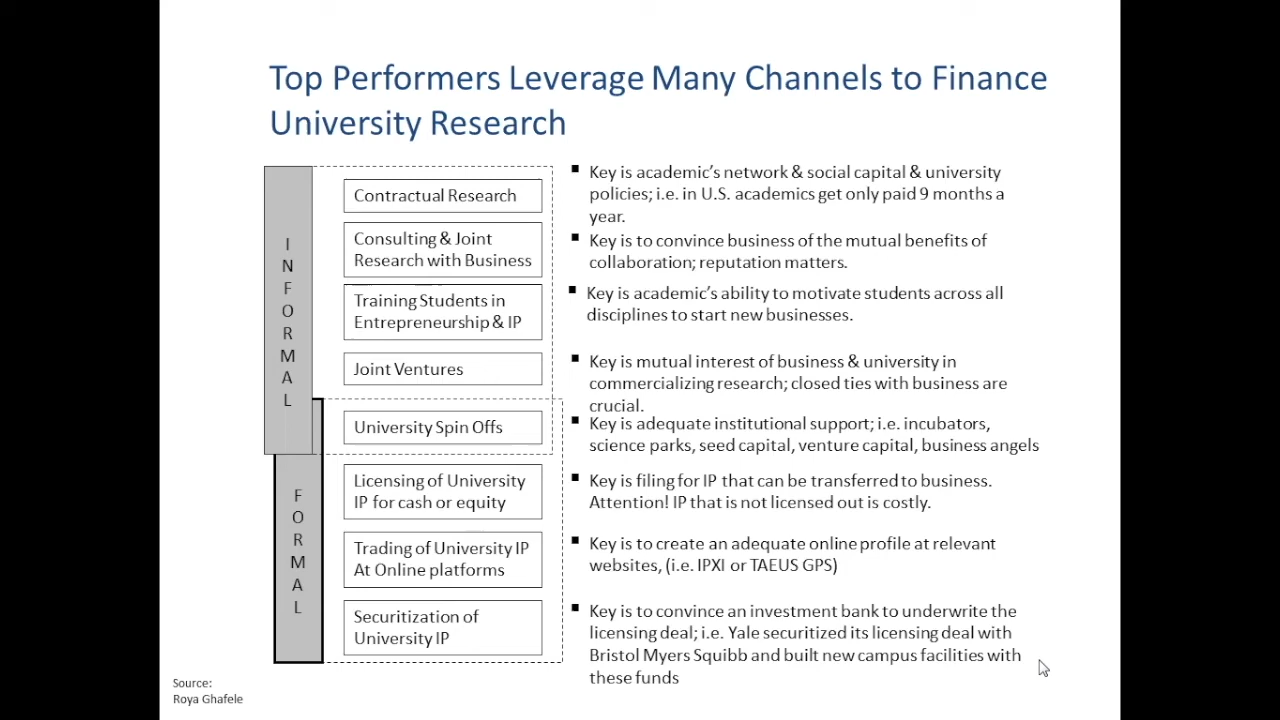 Top Performers Leverage Many Channels to Finance
University Research
INFORMAL
Contractual Research
Key is academic's network & social capital & university
policies; i.e. in U.S. academics get only paid 9 months a
year.
Consulting & Joint
Research with Business
Key is to convince business of the mutual benefits of
collaboration; reputation matters.
Training Students in
Entrepreneurship & IP
Key is academic's ability to motivate students across all
disciplines to start new businesses.
Joint Ventures
Key is mutual interest of business & university in
commercializing research; closed ties with business are
crucial.
University Spin Offs
Key is adequate institutional support; i.e. incubators,
science parks, seed capital, venture capital, business angels
FORMAL
Licensing of University
IP for cash or equity
Key is filing for IP that can be transferred to business.
Attention! IP that is not licensed out is costly.
Trading of University IP
At Online platforms
Key is to create an adequate online profile at relevant
websites, (i.e. IPXI or TAEUS GPS)
Securitization of
University IP
Key is to convince an investment bank to underwrite the
licensing deal; i.e. Yale securitized its licensing deal with
Bristol Myers Squibb and built new campus facilities with
these funds
Source:
Roya Ghafele